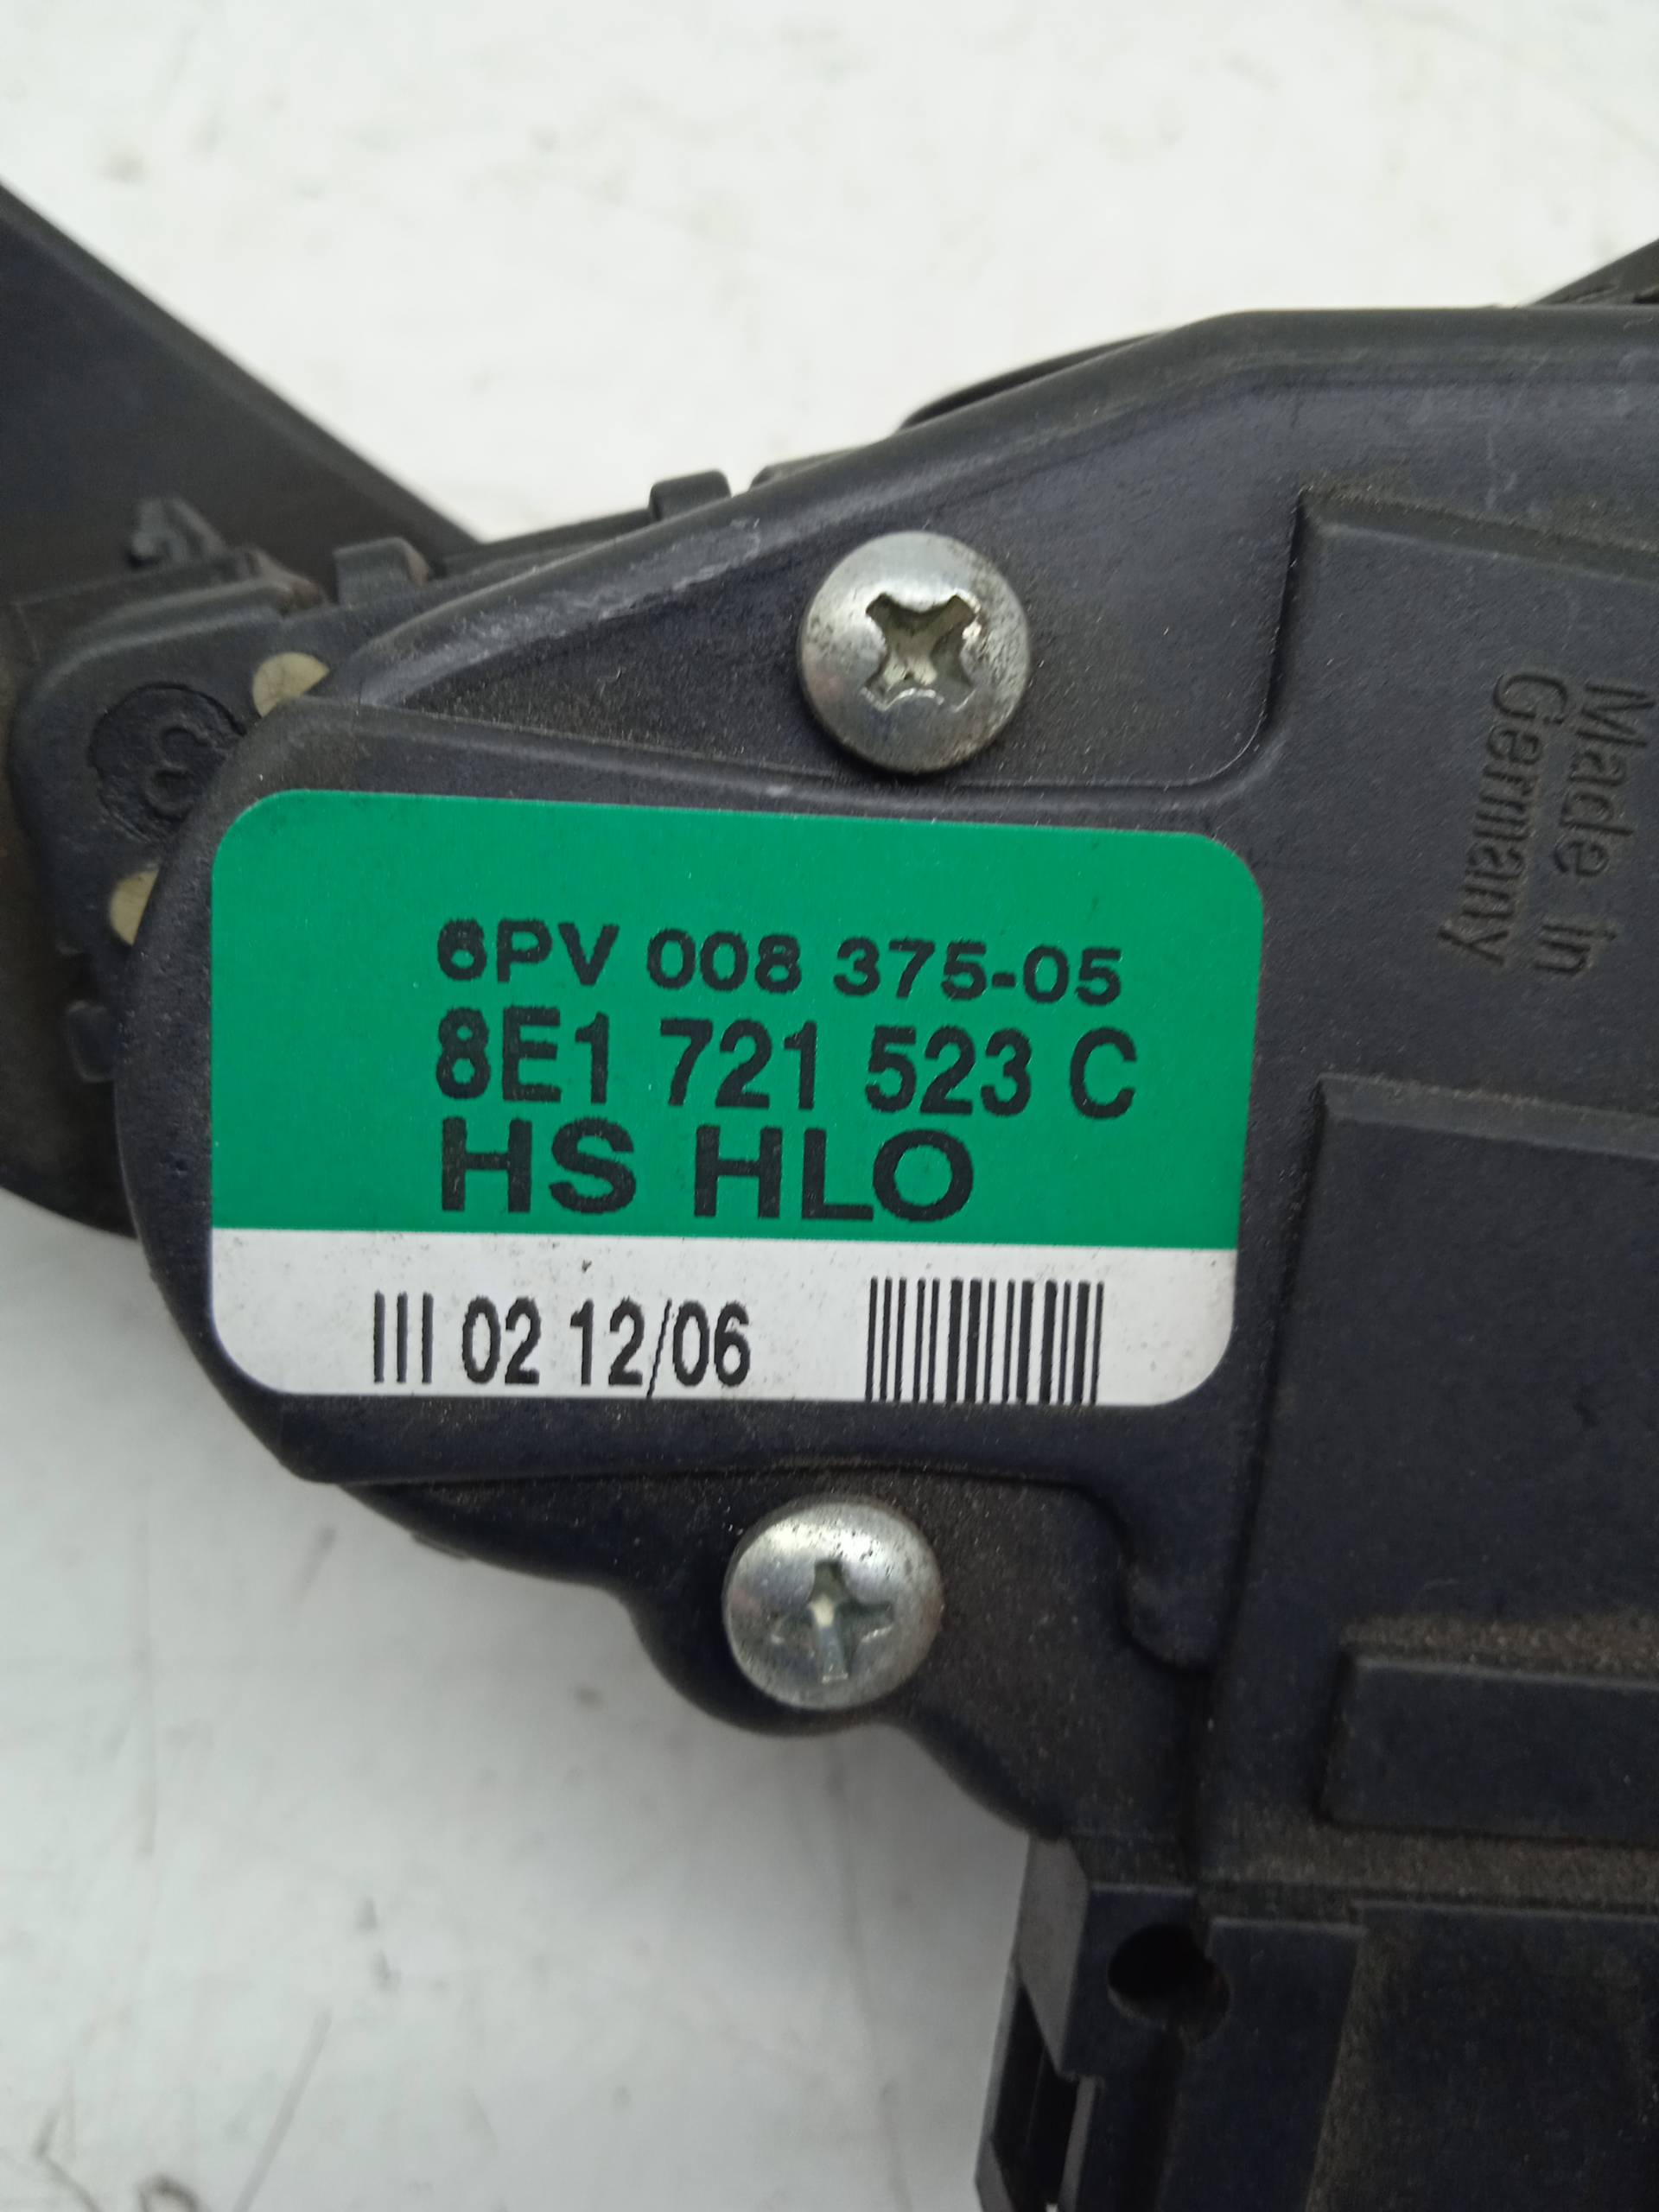 Made in
Germany
6PV 008 375-05
8E1 721 523 C
HS HLO
III 02 12/06